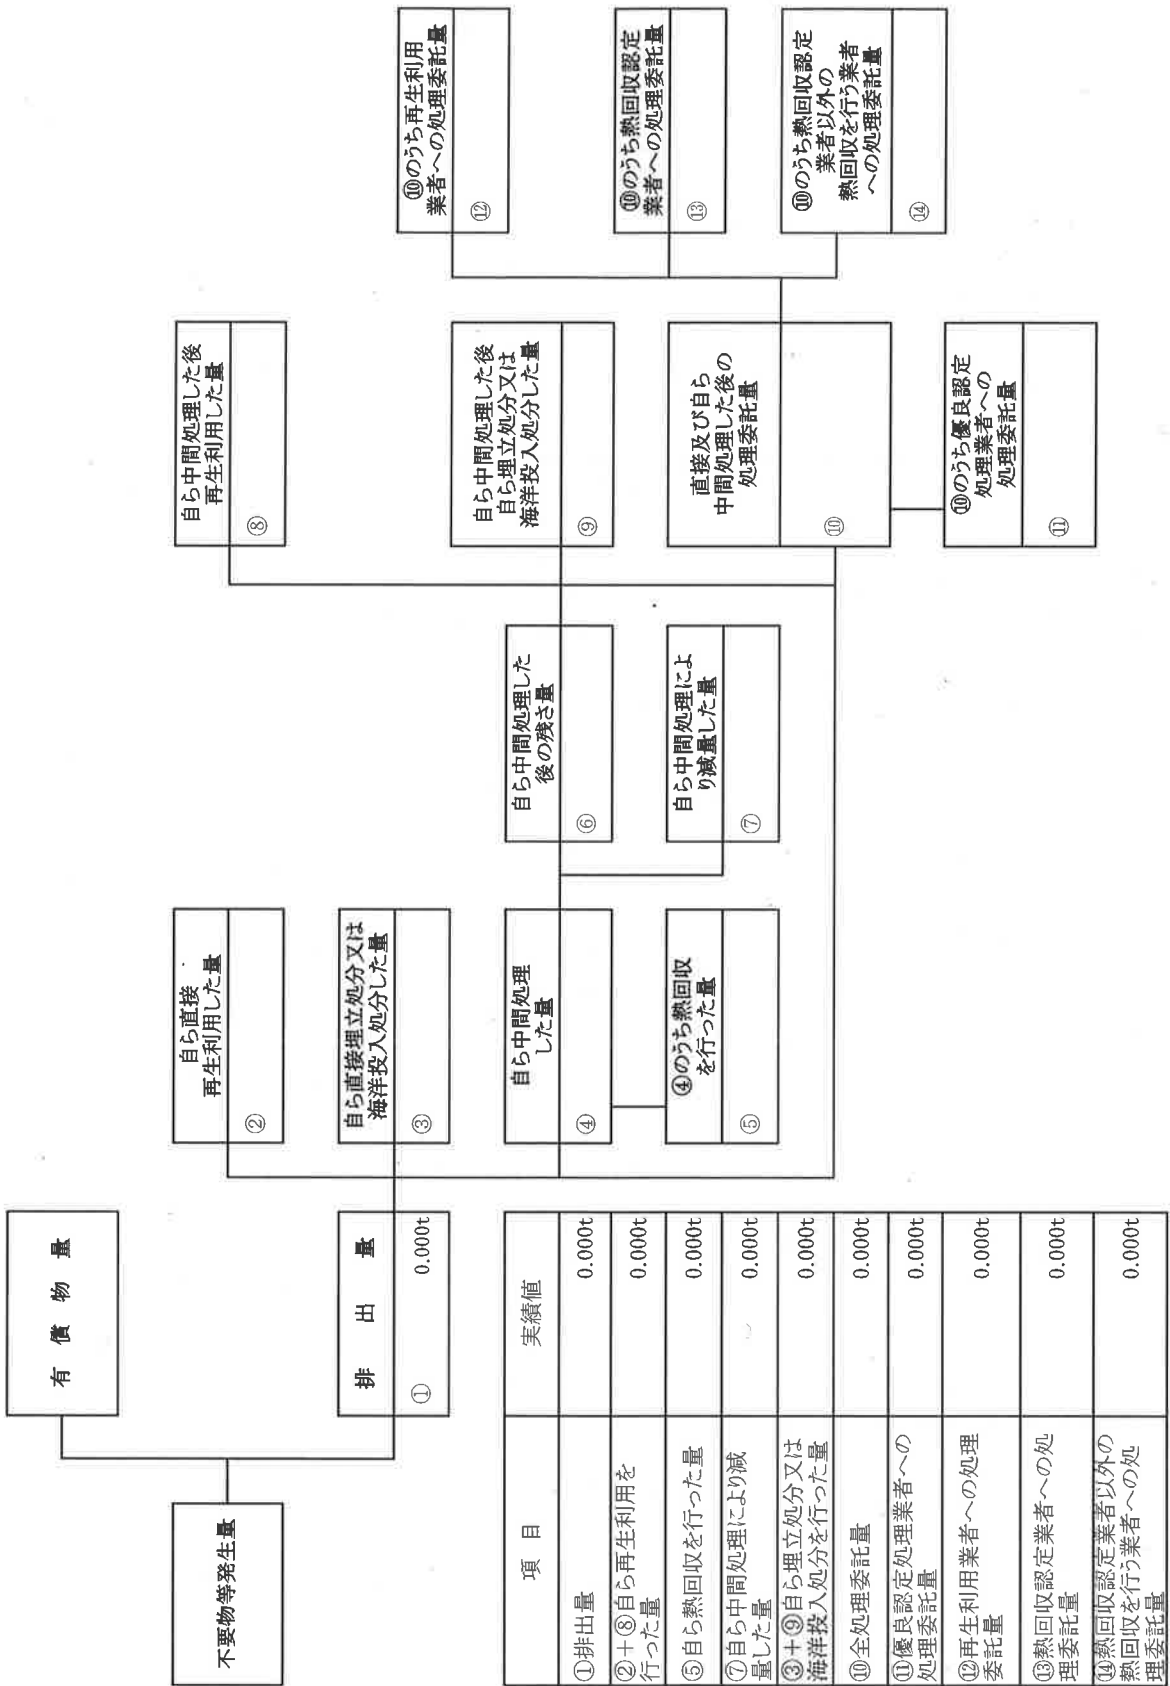 不要物等発生量
有償物量
排出量
① 0.000t
自ら直接
再生利用した量
②
自ら直接埋立処分又は
海洋投入処分した量
③
自ら中間処理
した量
④
④のうち熱回収
を行った量
⑤
自ら中間処理した
後の残さ量
⑥
自ら中間処理によ
り減量した量
⑦
自ら中間処理した後
再生利用した量
⑧
自ら中間処理した後
自ら埋立処分又は
海洋投入処分した量
⑨
直接及び自ら
中間処理した後の
処理委託量
⑩
⑩のうち優良認定
処理業者への
処理委託量
⑪
⑩のうち再生利用
業者への処理委託量
⑫
⑩のうち熱回収認定
業者への処理委託量
⑬
⑩のうち熱回収認定
業者以外の
熱回収を行う業者
への処理委託量
⑭
項目 実績値
①排出量 0.000t
②＋⑧自ら再生利用を
行った量 0.000t
⑤自ら熱回収を行った量 0.000t
⑦自ら中間処理により減
量した量 0.000t
③＋⑨自ら埋立処分又は
海洋投入処分を行った量 0.000t
⑩全処理委託量 0.000t
⑪優良認定処理業者への
処理委託量 0.000t
⑫再生利用業者への処理
委託量 0.000t
⑬熱回収認定業者への処
理委託量 0.000t
⑭熱回収認定業者以外の
熱回収を行う業者への処
理委託量 0.000t